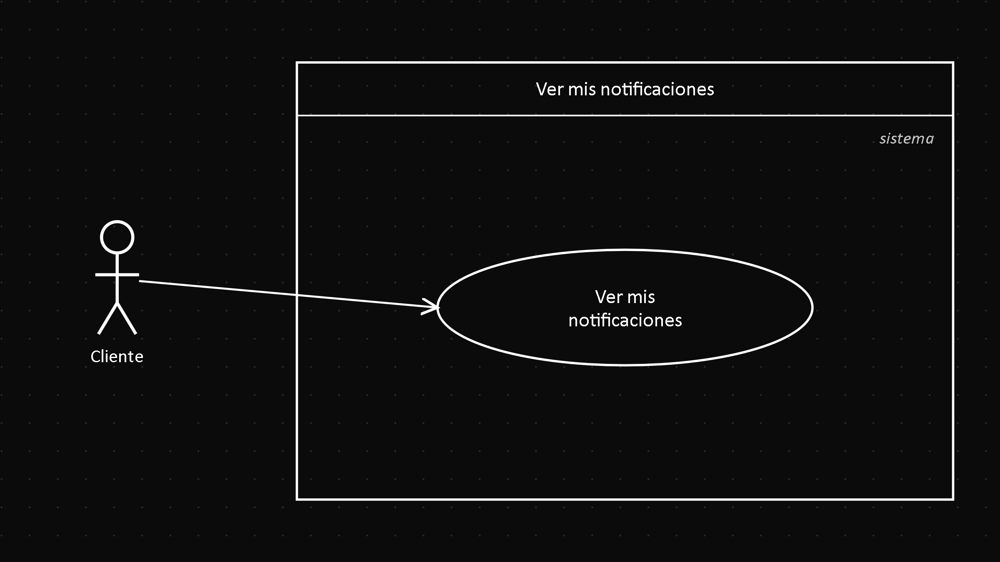 Ver mis notificaciones
sistema
Ver mis
notificaciones
Cliente